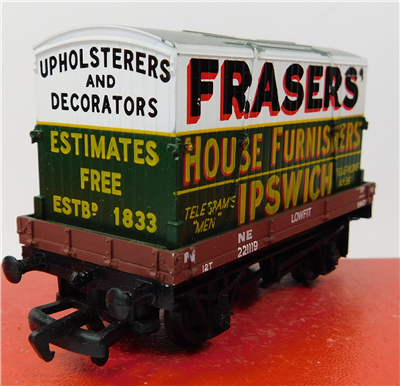 UPHOLSTERERS
AND
DECORATORS
ESTIMATES
FREE
ESTBD 1833
FRASERS'
HOUSE FURNISHERS
TELEGRAMS
"MEN"
IPSWICH
N
12T
NE
221119
LOWFIT